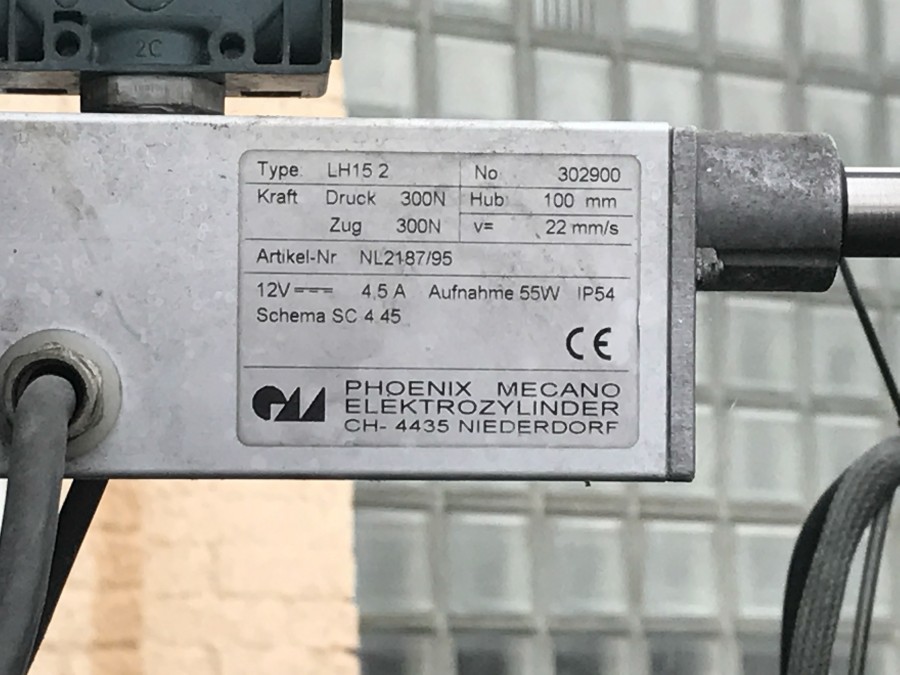 2C
Type LH15 2 No 302900
Kraft Druck 300N Hub 100 mm
Zug 300N v= 22 mm/s
Artikel-Nr NL2187/95
12V 4,5 A Aufnahme 55W IP54
Schema SC 4 45
CE
PHOENIX MECANO
ELEKTROZYLINDER
CH- 4435 NIEDERDORF